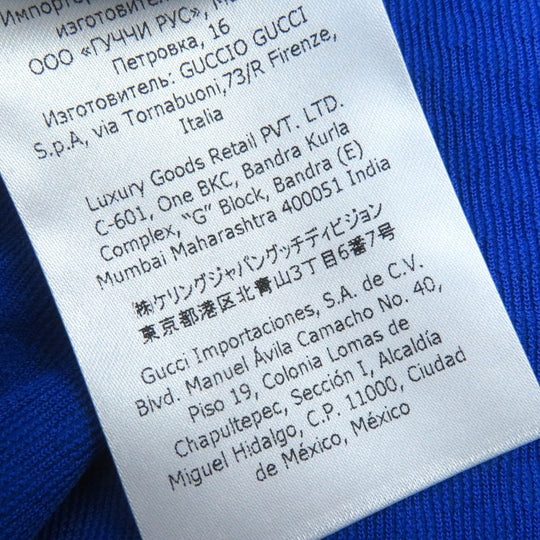 Импортер
изготовител
ООО «ГУЧЧИ РУС», Мо
Петровка, 16
Изготовитель: GUCCIO GUCCI
S.p.A, via Tornabuoni,73/R Firenze,
Italia
Luxury Goods Retail PVT. LTD.
C-601, One BKC, Bandra Kurla
Complex, "G" Block, Bandra (E)
Mumbai Maharashtra 400051 India
㈱ケリングジャパングッチディビジョン
東京都港区北青山3丁目6番7号
Gucci Importaciones, S.A. de C.V.
Blvd. Manuel Ávila Camacho No. 40,
Piso 19, Colonia Lomas de
Chapultepec, Sección I, Alcaldía
Miguel Hidalgo, C.P. 11000, Ciudad
de México, México